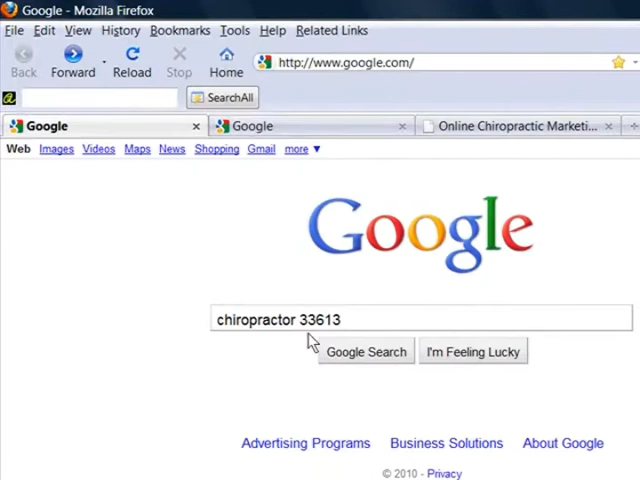 Google - Mozilla Firefox
File Edit View History Bookmarks Tools Help Related Links
Back Forward Reload Stop Home http://www.google.com/
a SearchAll
Google Google Online Chiropractic Marketi...
Web Images Videos Maps News Shopping Gmail more ▼
Google
chiropractor 33613
Google Search I'm Feeling Lucky
Advertising Programs Business Solutions About Google
© 2010 - Privacy